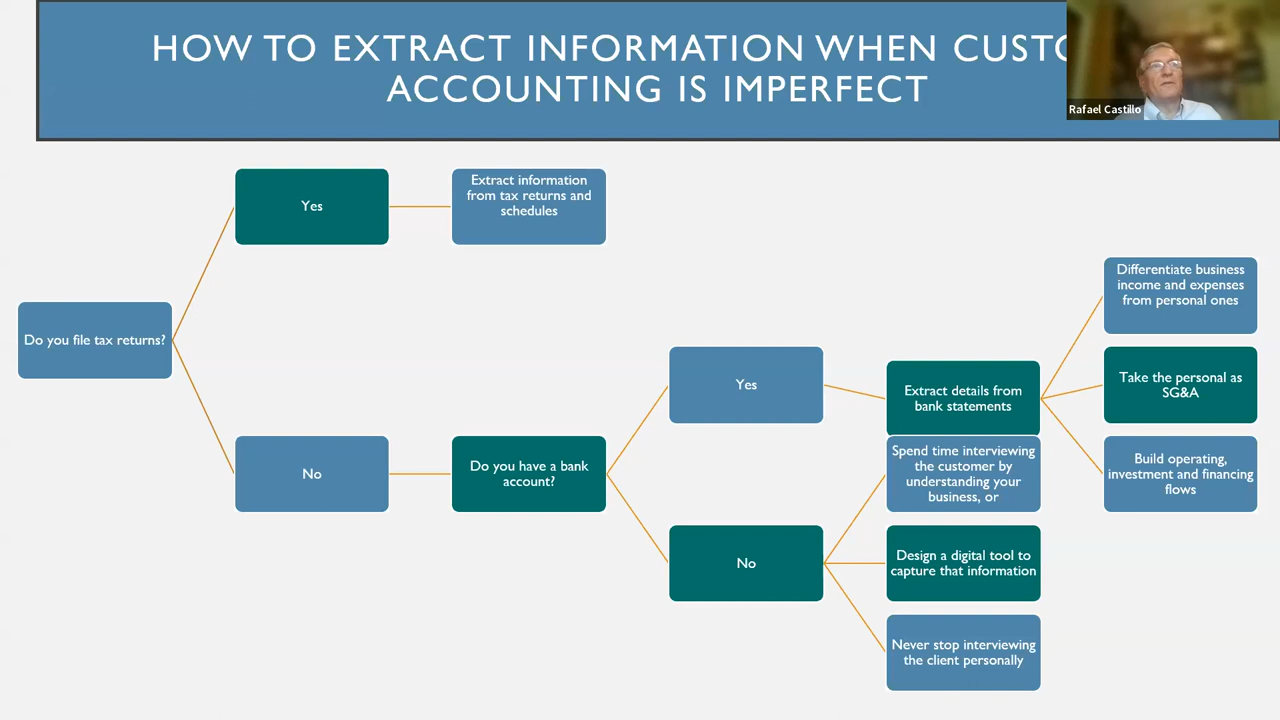 HOW TO EXTRACT INFORMATION WHEN
ACCOUNTING IS IMPERFECT
Rafael Castillo
Yes
Extract information
from tax returns and
schedules
Do you file tax returns?
No
Do you have a bank
account?
Yes
Extract details from
bank statements
Differentiate business
income and expenses
from personal ones
Take the personal as
SG&A
Build operating,
investment and financing
flows
No
Spend time interviewing
the customer by
understanding your
business, or
Design a digital tool to
capture that information
Never stop interviewing
the client personally